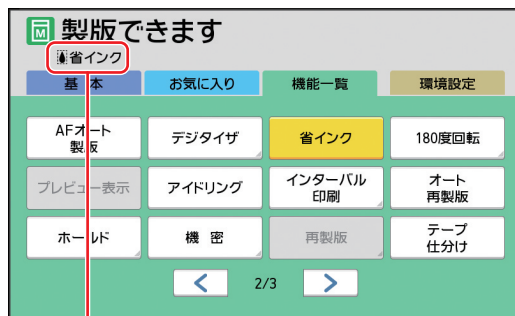 M 製版できます
省インク
基 本 お気に入り 機能一覧 環境設定
AFオート
製版
デジタイザ
省インク
180度回転
プレビュー表示
アイドリング
インターバル
印刷
オート
再製版
ホールド
機 密
再製版
テープ
仕分け
< 2/3 >